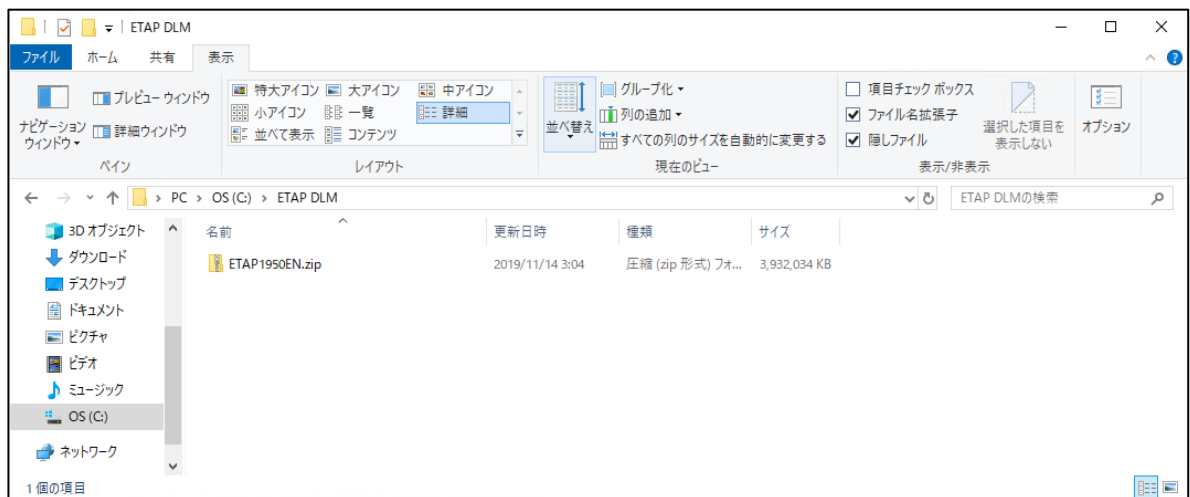 ETAP DLM
ファイル ホーム 共有 表示
ナビゲーション ウィンドウ
プレビュー ウィンドウ
詳細ウィンドウ
ペイン
特大アイコン 大アイコン 中アイコン
小アイコン 一覧 詳細
並べて表示 コンテンツ
レイアウト
並べ替え
グループ化
列の追加
すべての列のサイズを自動的に変更する
現在のビュー
項目チェック ボックス
ファイル名拡張子
隠しファイル
選択した項目を
表示しない
表示/非表示
オプション
PC > OS (C:) > ETAP DLM
ETAP DLMの検索
3D オブジェクト
ダウンロード
デスクトップ
ドキュメント
ピクチャ
ビデオ
ミュージック
OS (C:)
ネットワーク
名前 更新日時 種類 サイズ
ETAP1950EN.zip 2019/11/14 3:04 圧縮 (zip 形式) フォ... 3,932,034 KB
1 個の項目